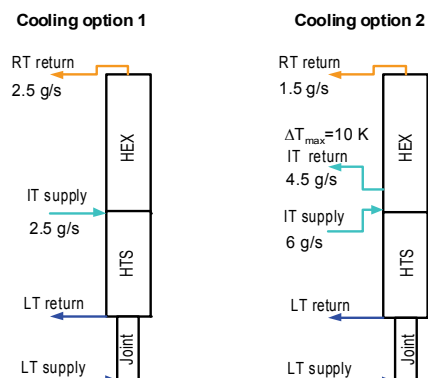 Cooling option 1
RT return
2.5 g/s
HEX
IT supply
2.5 g/s
HTS
LT return
Joint
LT supply
Cooling option 2
RT return
1.5 g/s
ΔTmax=10 K
HEX
IT return
4.5 g/s
IT supply
6 g/s
HTS
LT return
Joint
LT supply